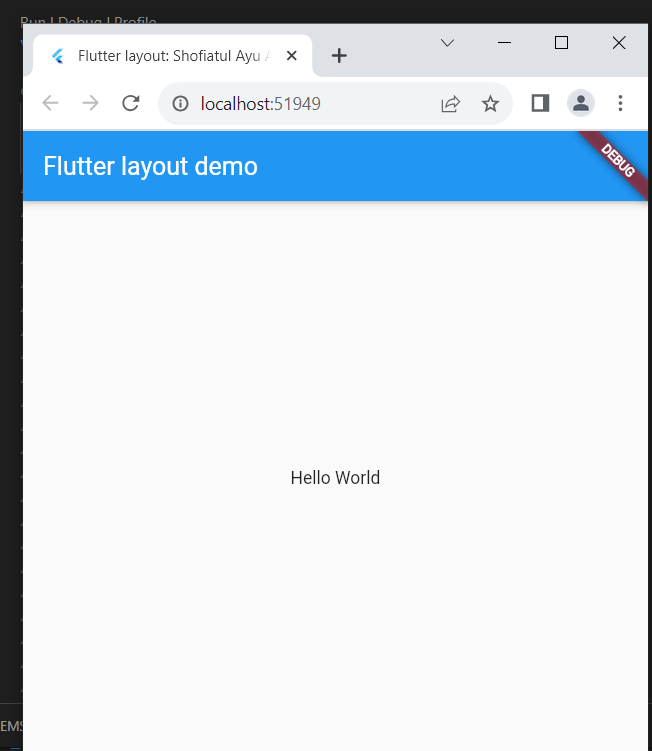 Run | Debug | Profile
Flutter layout: Shofiatul Ayu
localhost:51949
Flutter layout demo
DEBUG
Hello World
EMS